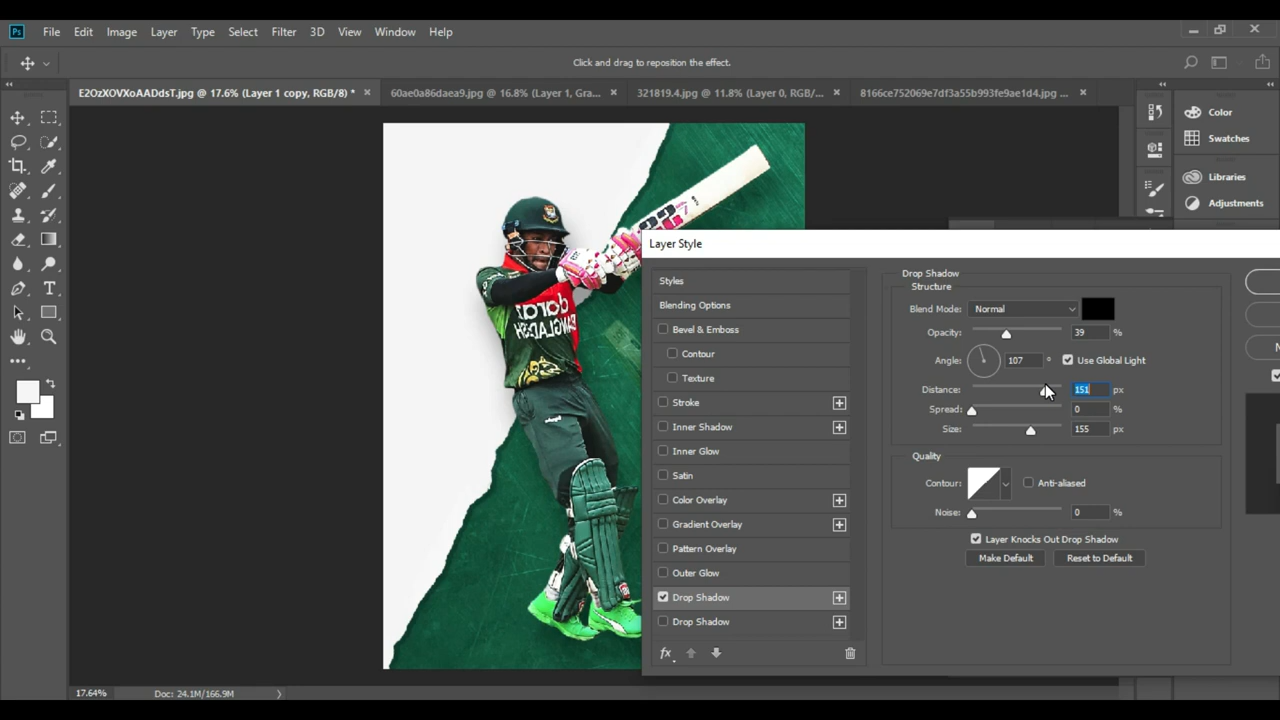 Ps File Edit Image Layer Type Select Filter 3D View Window Help
Click and drag to reposition the effect.
E2OzXOVXoAADdsT.jpg @ 17.6% (Layer 1 copy, RGB/8) * 60ae0a86daea9.jpg @ 16.8% (Layer 1, Gra... 321819.4.jpg @ 11.8% (Layer 0, RGB/... 8166ce752069e7df3a55b993fe9ae1d4.jpg ...
Color
Swatches
Libraries
Adjustments
Layer Style
Styles
Blending Options
Bevel & Emboss
Contour
Texture
Stroke
Inner Shadow
Inner Glow
Satin
Color Overlay
Gradient Overlay
Pattern Overlay
Outer Glow
Drop Shadow
Drop Shadow
fx
Drop Shadow
Structure
Blend Mode: Normal
Opacity: 39 %
Angle: 107 ° Use Global Light
Distance: 151 px
Spread: 0 %
Size: 155 px
Quality
Contour: Anti-aliased
Noise: 0 %
Layer Knocks Out Drop Shadow
Make Default Reset to Default
daraz
BANGLADESH
17.64% Doc: 24.1M/166.9M